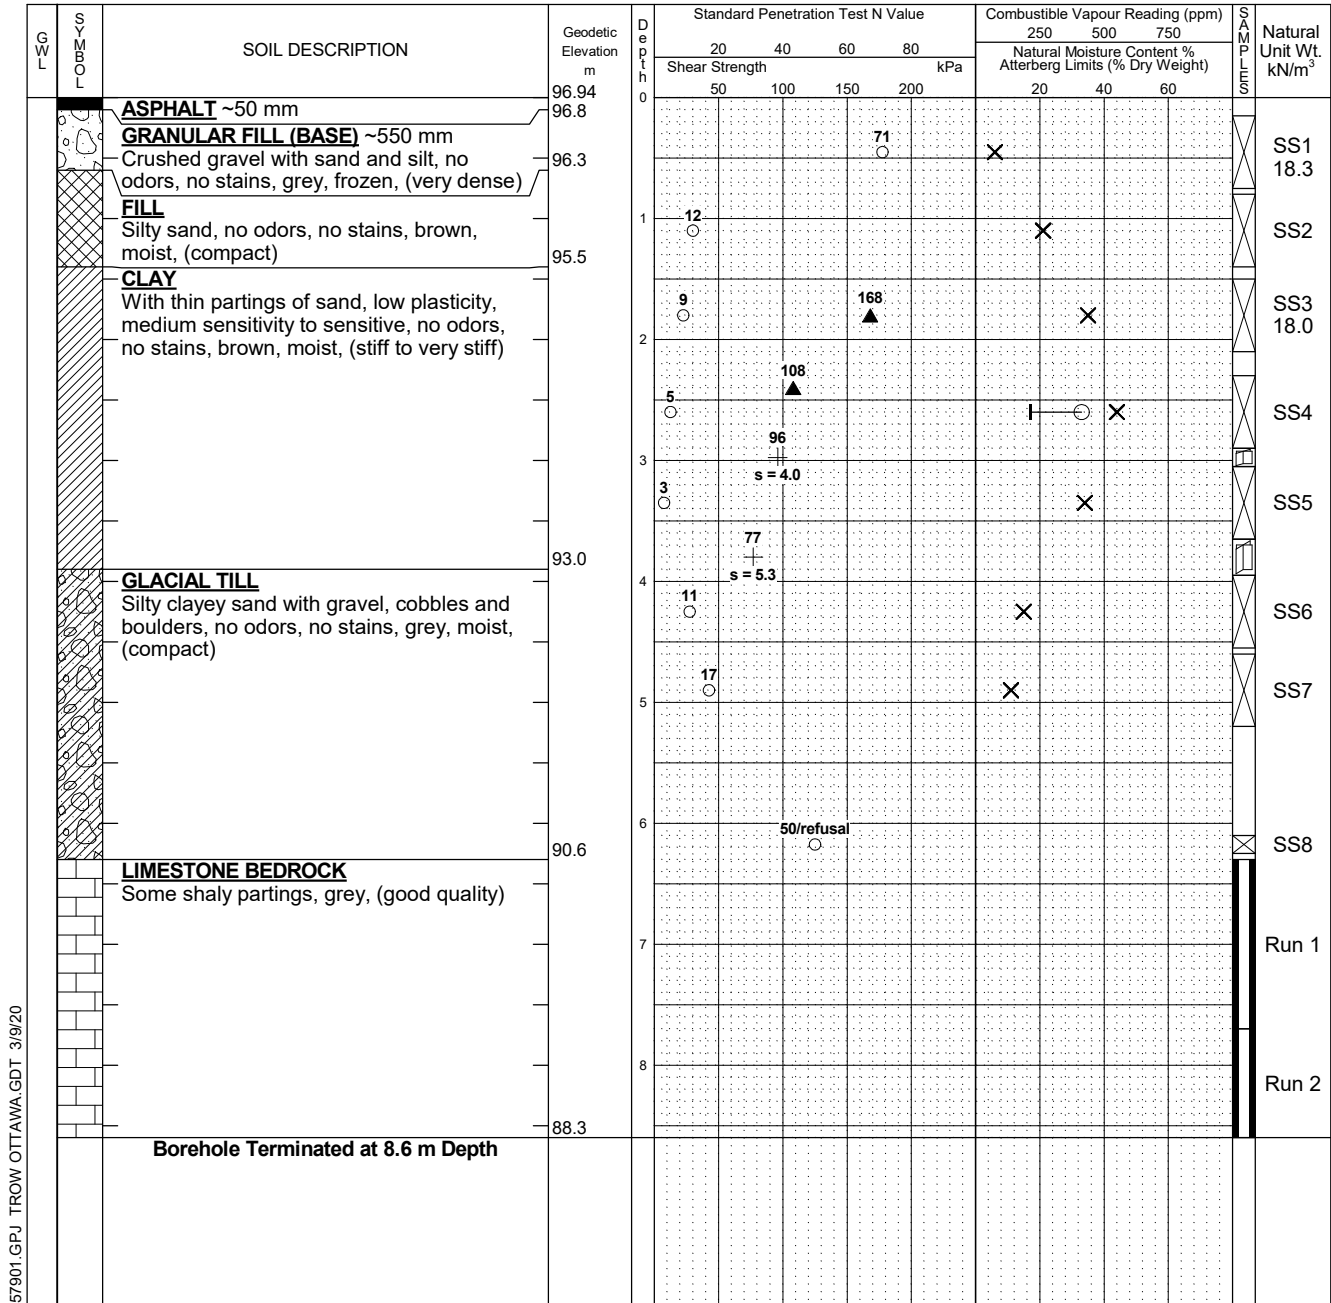 GWL
SYMBOL
SOIL DESCRIPTION
Geodetic
Elevation
m
96.94
Depth
0
Standard Penetration Test N Value
20 40 60 80
Shear Strength kPa
50 100 150 200
Combustible Vapour Reading (ppm)
250 500 750
Natural Moisture Content %
Atterberg Limits (% Dry Weight)
20 40 60
SAMPLES
Natural
Unit Wt.
kN/m³
ASPHALT ~50 mm
96.8
GRANULAR FILL (BASE) ~550 mm
Crushed gravel with sand and silt, no
odors, no stains, grey, frozen, (very dense)
96.3
71
SS1
18.3
FILL
Silty sand, no odors, no stains, brown,
moist, (compact)
95.5
1
12
SS2
CLAY
With thin partings of sand, low plasticity,
medium sensitivity to sensitive, no odors,
no stains, brown, moist, (stiff to very stiff)
9
168
SS3
18.0
2
108
5
SS4
96
3
s = 4.0
3
SS5
77
s = 5.3
93.0
GLACIAL TILL
Silty clayey sand with gravel, cobbles and
boulders, no odors, no stains, grey, moist,
(compact)
4
11
SS6
17
SS7
5
6
50/refusal
SS8
90.6
LIMESTONE BEDROCK
Some shaly partings, grey, (good quality)
7
Run 1
8
Run 2
88.3
Borehole Terminated at 8.6 m Depth
57901.GPJ TROW OTTAWA.GDT 3/9/20